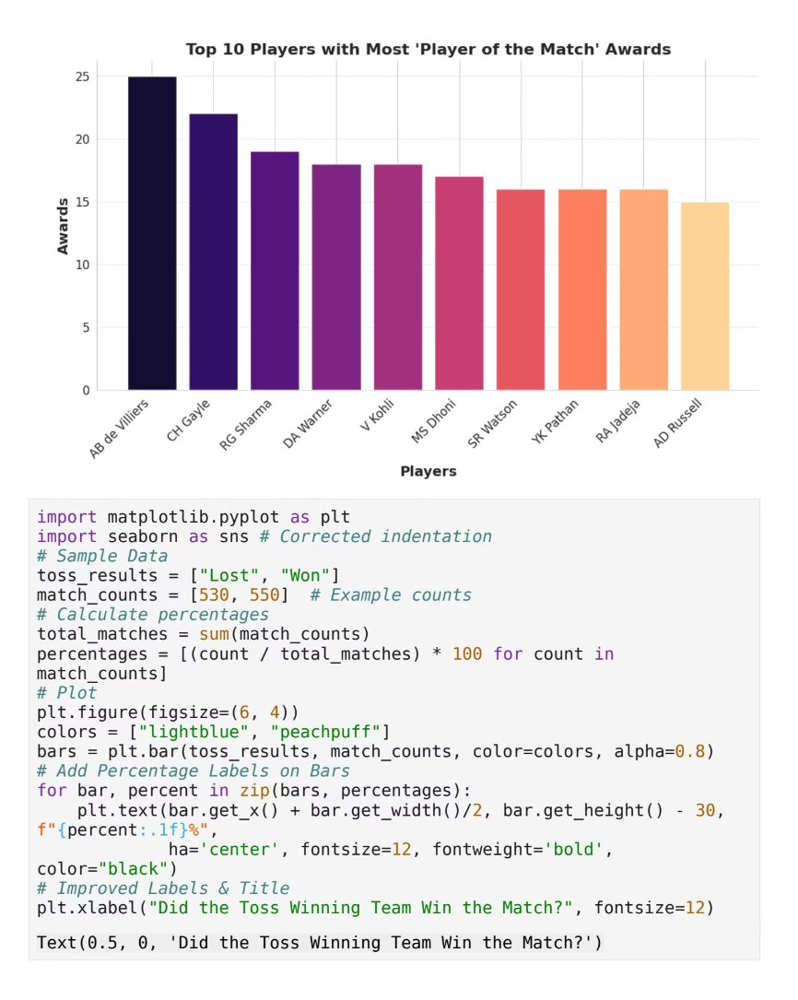 Top 10 Players with Most 'Player of the Match' Awards
25
20
15
10
5
0
Awards
AB de Villiers
CH Gayle
RG Sharma
DA Warner
V Kohli
MS Dhoni
SR Watson
YK Pathan
RA Jadeja
AD Russell
Players
import matplotlib.pyplot as plt
import seaborn as sns # Corrected indentation
# Sample Data
toss_results = ["Lost", "Won"]
match_counts = [530, 550]  # Example counts
# Calculate percentages
total_matches = sum(match_counts)
percentages = [(count / total_matches) * 100 for count in
match_counts]
# Plot
plt.figure(figsize=(6, 4))
colors = ["lightblue", "peachpuff"]
bars = plt.bar(toss_results, match_counts, color=colors, alpha=0.8)
# Add Percentage Labels on Bars
for bar, percent in zip(bars, percentages):
    plt.text(bar.get_x() + bar.get_width()/2, bar.get_height() - 30,
f"{percent:.1f}%",
             ha='center', fontsize=12, fontweight='bold',
color="black")
# Improved Labels & Title
plt.xlabel("Did the Toss Winning Team Win the Match?", fontsize=12)
Text(0.5, 0, 'Did the Toss Winning Team Win the Match?')